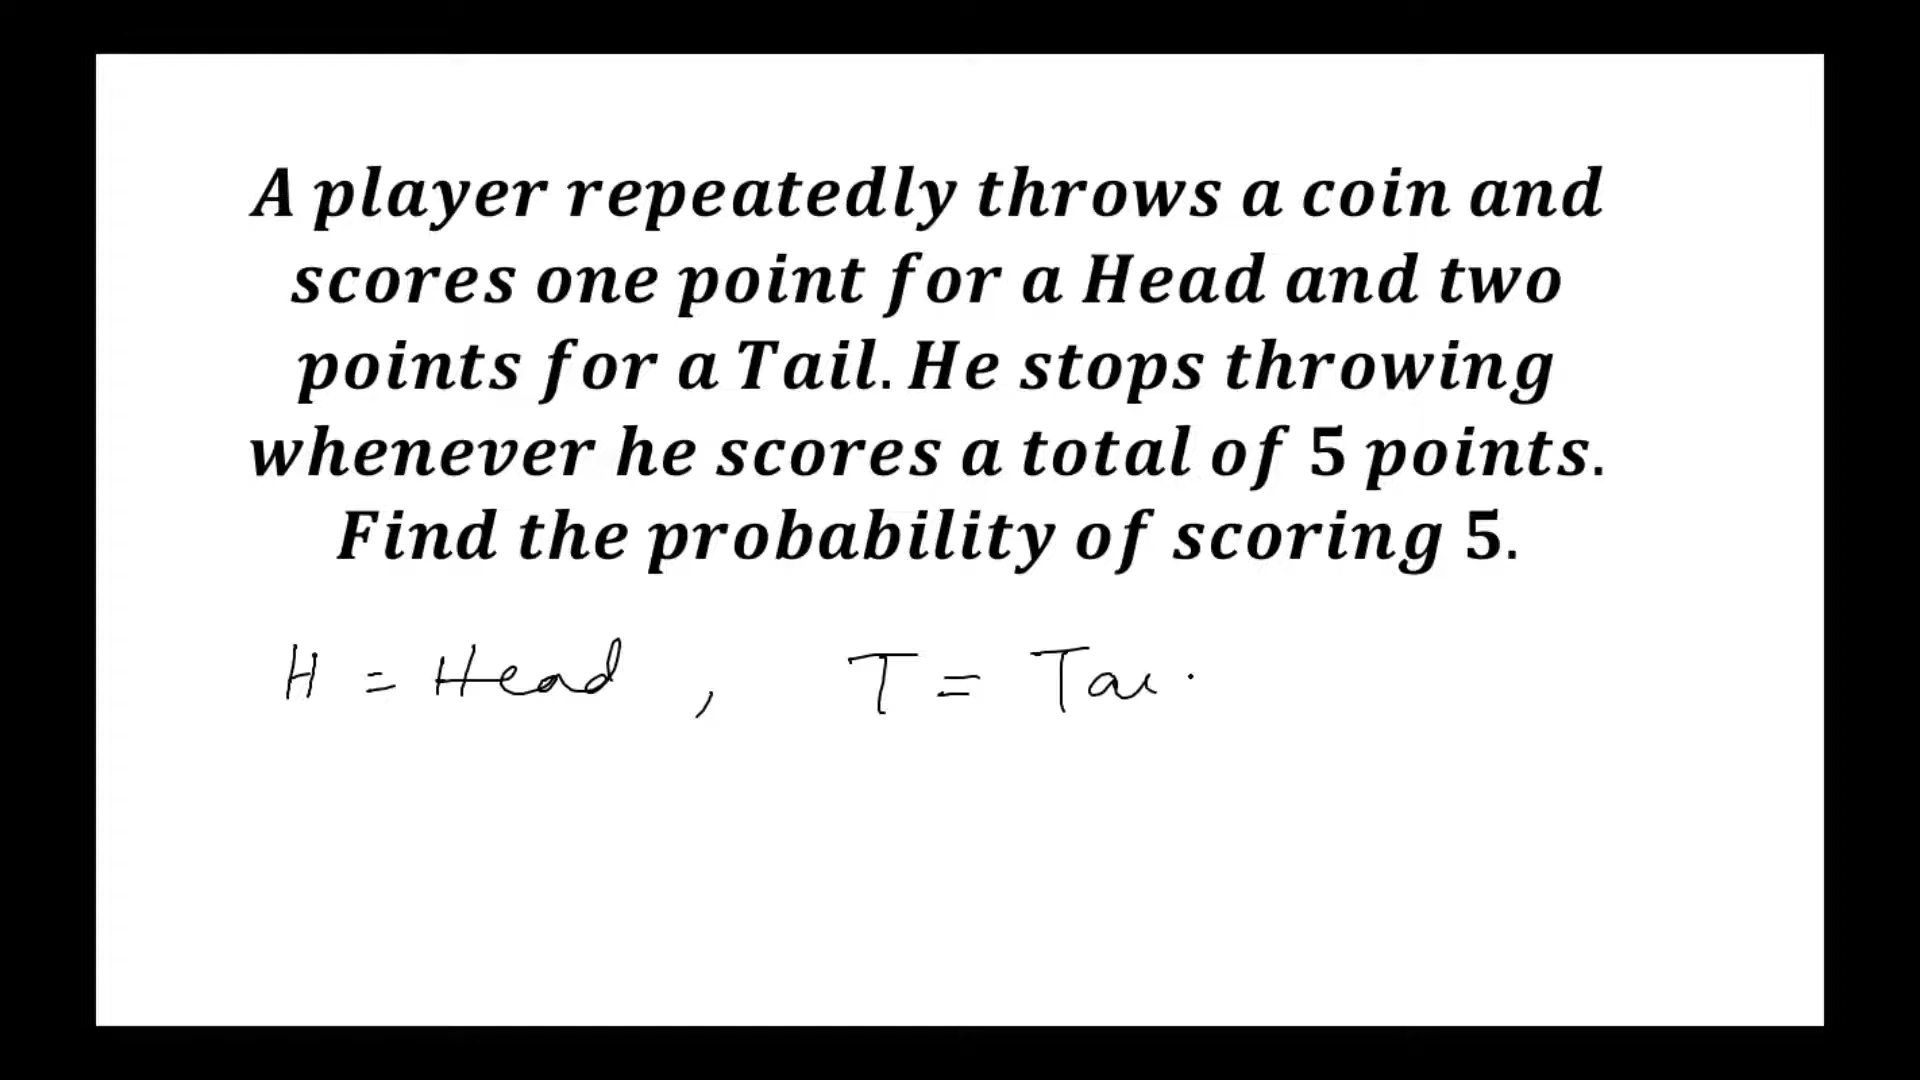 A player repeatedly throws a coin and
scores one point for a Head and two
points for a Tail. He stops throwing
whenever he scores a total of 5 points.
Find the probability of scoring 5.
H = Head , T = Tai